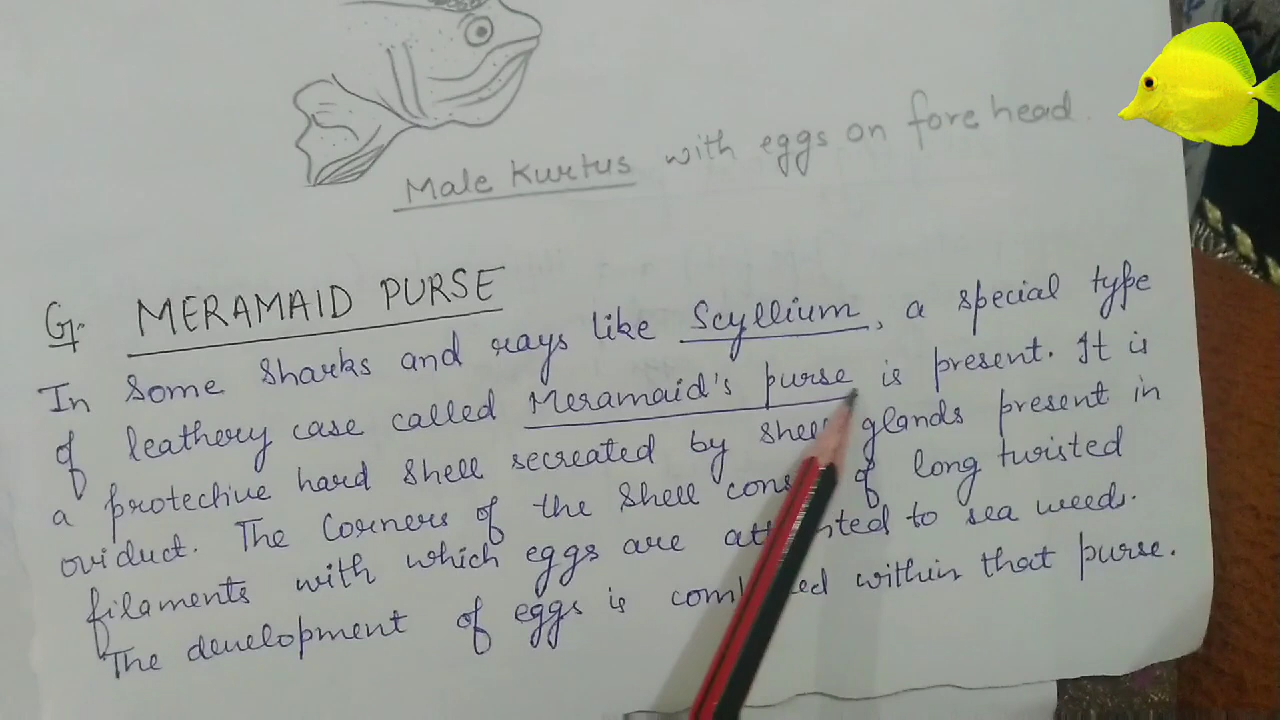 Male Kurtus with eggs on fore head.
G. MERAMAID PURSE
In some sharks and rays like Scyllium, a special type
of leathery case called Meramaid's purse is present. It is
a protective hard shell secreated by shell glands present in
oviduct. The corners of the shell of long twisted
filaments with which eggs are to sea weed.
The development of eggs is within that purse.